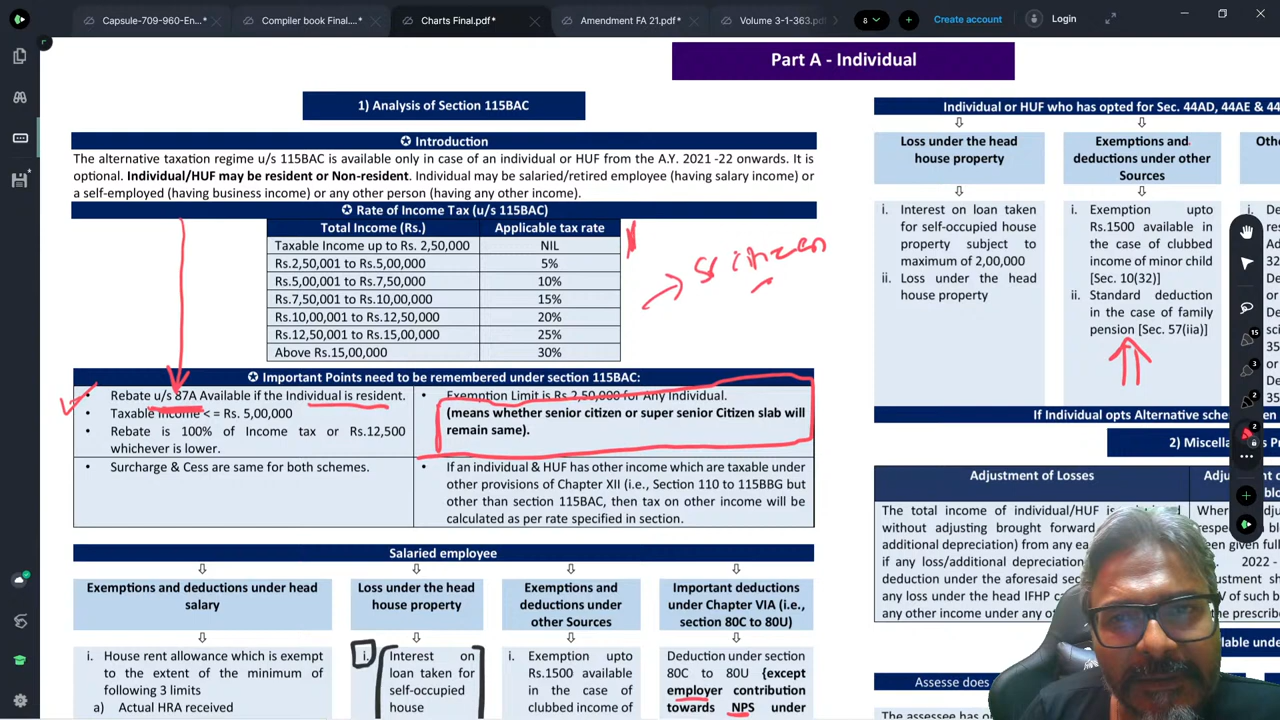 Capsule-709-960-En...*
Compiler book Final....*
Charts Final.pdf*
Amendment FA 21.pdf*
Volume 3-1-363.pd
8
Create account
Login
Part A - Individual
1) Analysis of Section 115BAC
Introduction
The alternative taxation regime u/s 115BAC is available only in case of an individual or HUF from the A.Y. 2021 -22 onwards. It is
optional. Individual/HUF may be resident or Non-resident. Individual may be salaried/retired employee (having salary income) or
a self-employed (having business income) or any other person (having any other income).
Rate of Income Tax (u/s 115BAC)
Total Income (Rs.) Applicable tax rate
Taxable Income up to Rs. 2,50,000 NIL
Rs.2,50,001 to Rs.5,00,000 5%
Rs.5,00,001 to Rs.7,50,000 10%
Rs.7,50,001 to Rs.10,00,000 15%
Rs.10,00,001 to Rs.12,50,000 20%
Rs.12,50,001 to Rs.15,00,000 25%
Above Rs.15,00,000 30%
Sr citizen
Important Points need to be remembered under section 115BAC:
• Rebate u/s 87A Available if the Individual is resident.
• Taxable Income < = Rs. 5,00,000
• Rebate is 100% of Income tax or Rs.12,500
whichever is lower.
• Exemption Limit is Rs.2,50,000 for Any Individual.
(means whether senior citizen or super senior Citizen slab will
remain same).
• Surcharge & Cess are same for both schemes.
• If an individual & HUF has other income which are taxable under
other provisions of Chapter XII (i.e., Section 110 to 115BBG but
other than section 115BAC, then tax on other income will be
calculated as per rate specified in section.
Salaried employee
Exemptions and deductions under head
salary
i. House rent allowance which is exempt
to the extent of the minimum of
following 3 limits
a) Actual HRA received
Loss under the head
house property
i. Interest on
loan taken for
self-occupied
house
Exemptions and
deductions under
other Sources
i. Exemption upto
Rs.1500 available
in the case of
clubbed income of
Important deductions
under Chapter VIA (i.e.,
section 80C to 80U)
Deduction under section
80C to 80U {except
employer contribution
towards NPS under
Individual or HUF who has opted for Sec. 44AD, 44AE & 44
Loss under the head
house property
i. Interest on loan taken
for self-occupied house
property subject to
maximum of 2,00,000
ii. Loss under the head
house property
Exemptions and
deductions under other
Sources
i. Exemption upto
Rs.1500 available in
the case of clubbed
income of minor child
[Sec. 10(32)]
ii. Standard deduction
in the case of family
pension [Sec. 57(iia)]
If Individual opts Alternative sche
2) Miscellaneous P
Adjustment of Losses
The total income of individual/HUF is
without adjusting brought forward
additional depreciation) from any ea
if any loss/additional depreciation
deduction under the aforesaid sec
any loss under the head IFHP ca
any other income under any o
Assesse does
The assessee has o